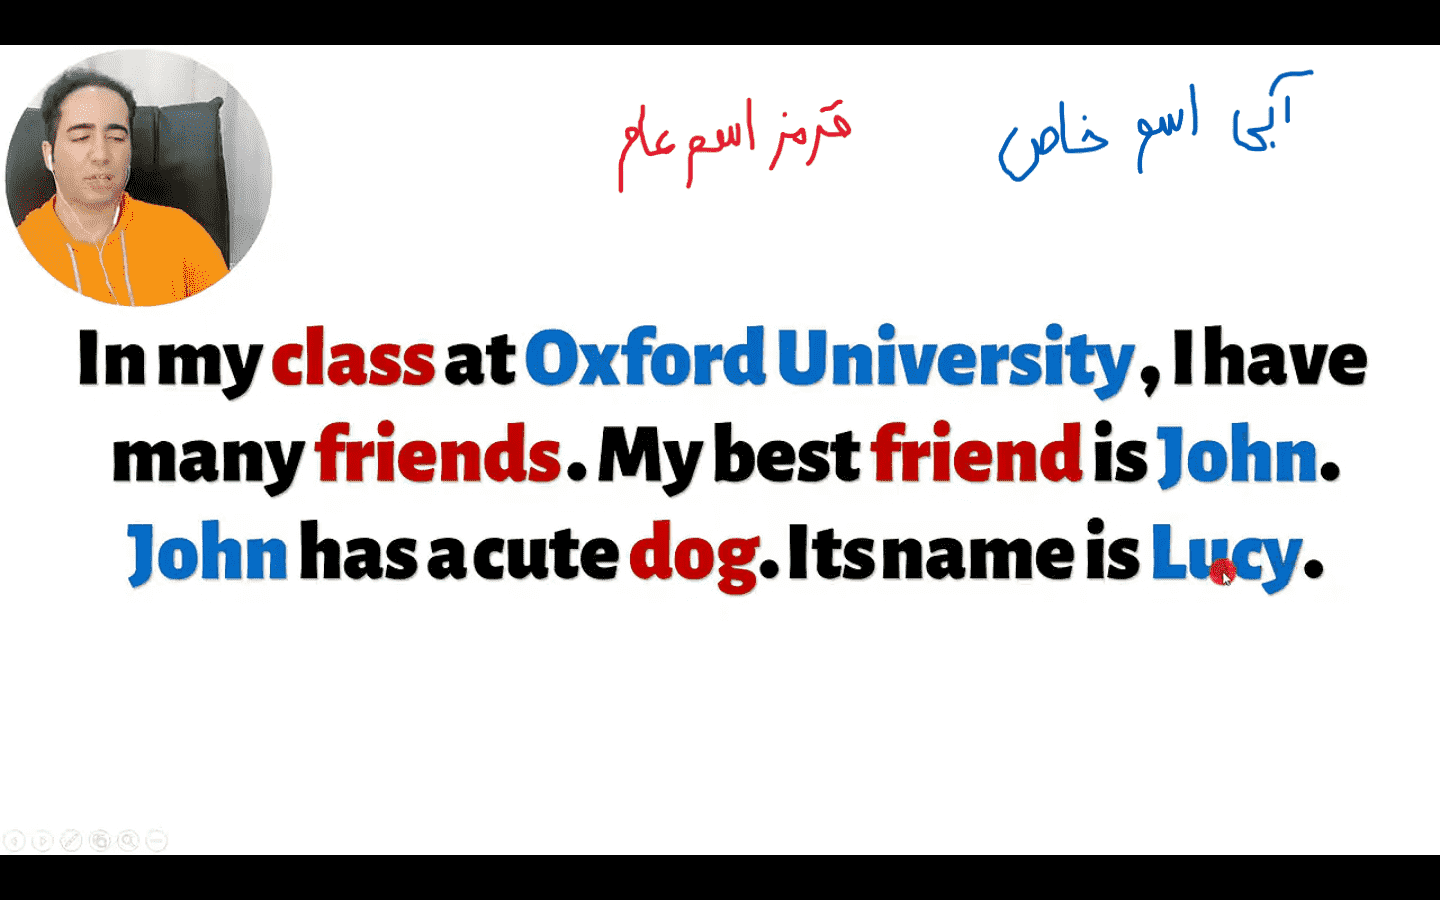 آبی اسم خاص
قرمز اسم عام
In my class at Oxford University, I have
many friends. My best friend is John.
John has a cute dog. Its name is Lucy.